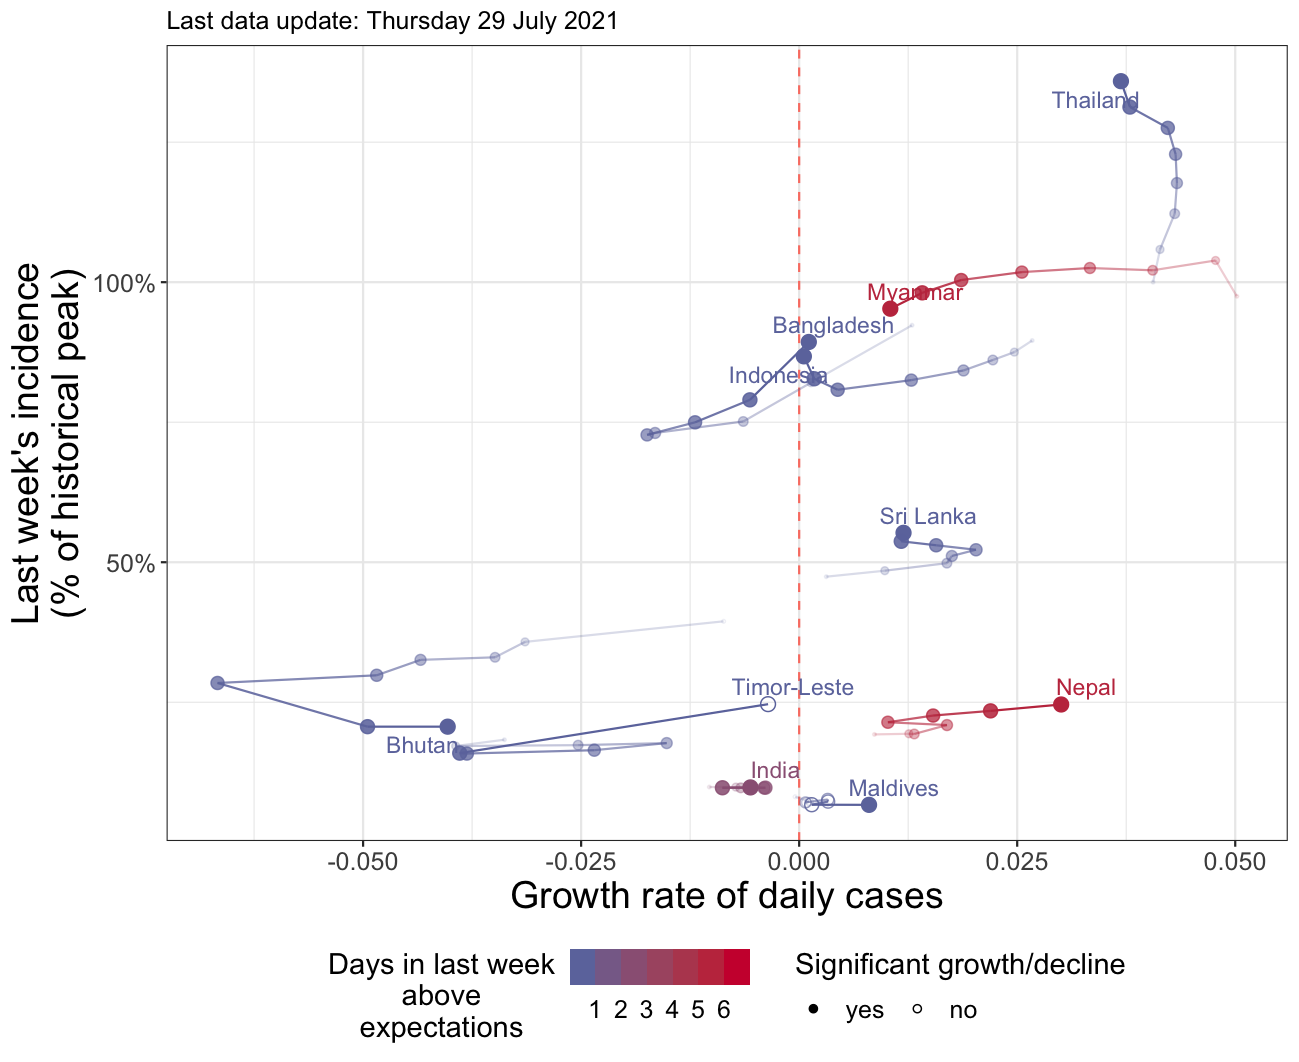 Last data update: Thursday 29 July 2021
Last week's incidence
(% of historical peak)
100%
50%
Thailand
Myanmar
Bangladesh
Indonesia
Sri Lanka
Timor-Leste
Nepal
Bhutan
India
Maldives
-0.050 -0.025 0.000 0.025 0.050
Growth rate of daily cases
Days in last week
above
expectations
1 2 3 4 5 6
Significant growth/decline
yes no